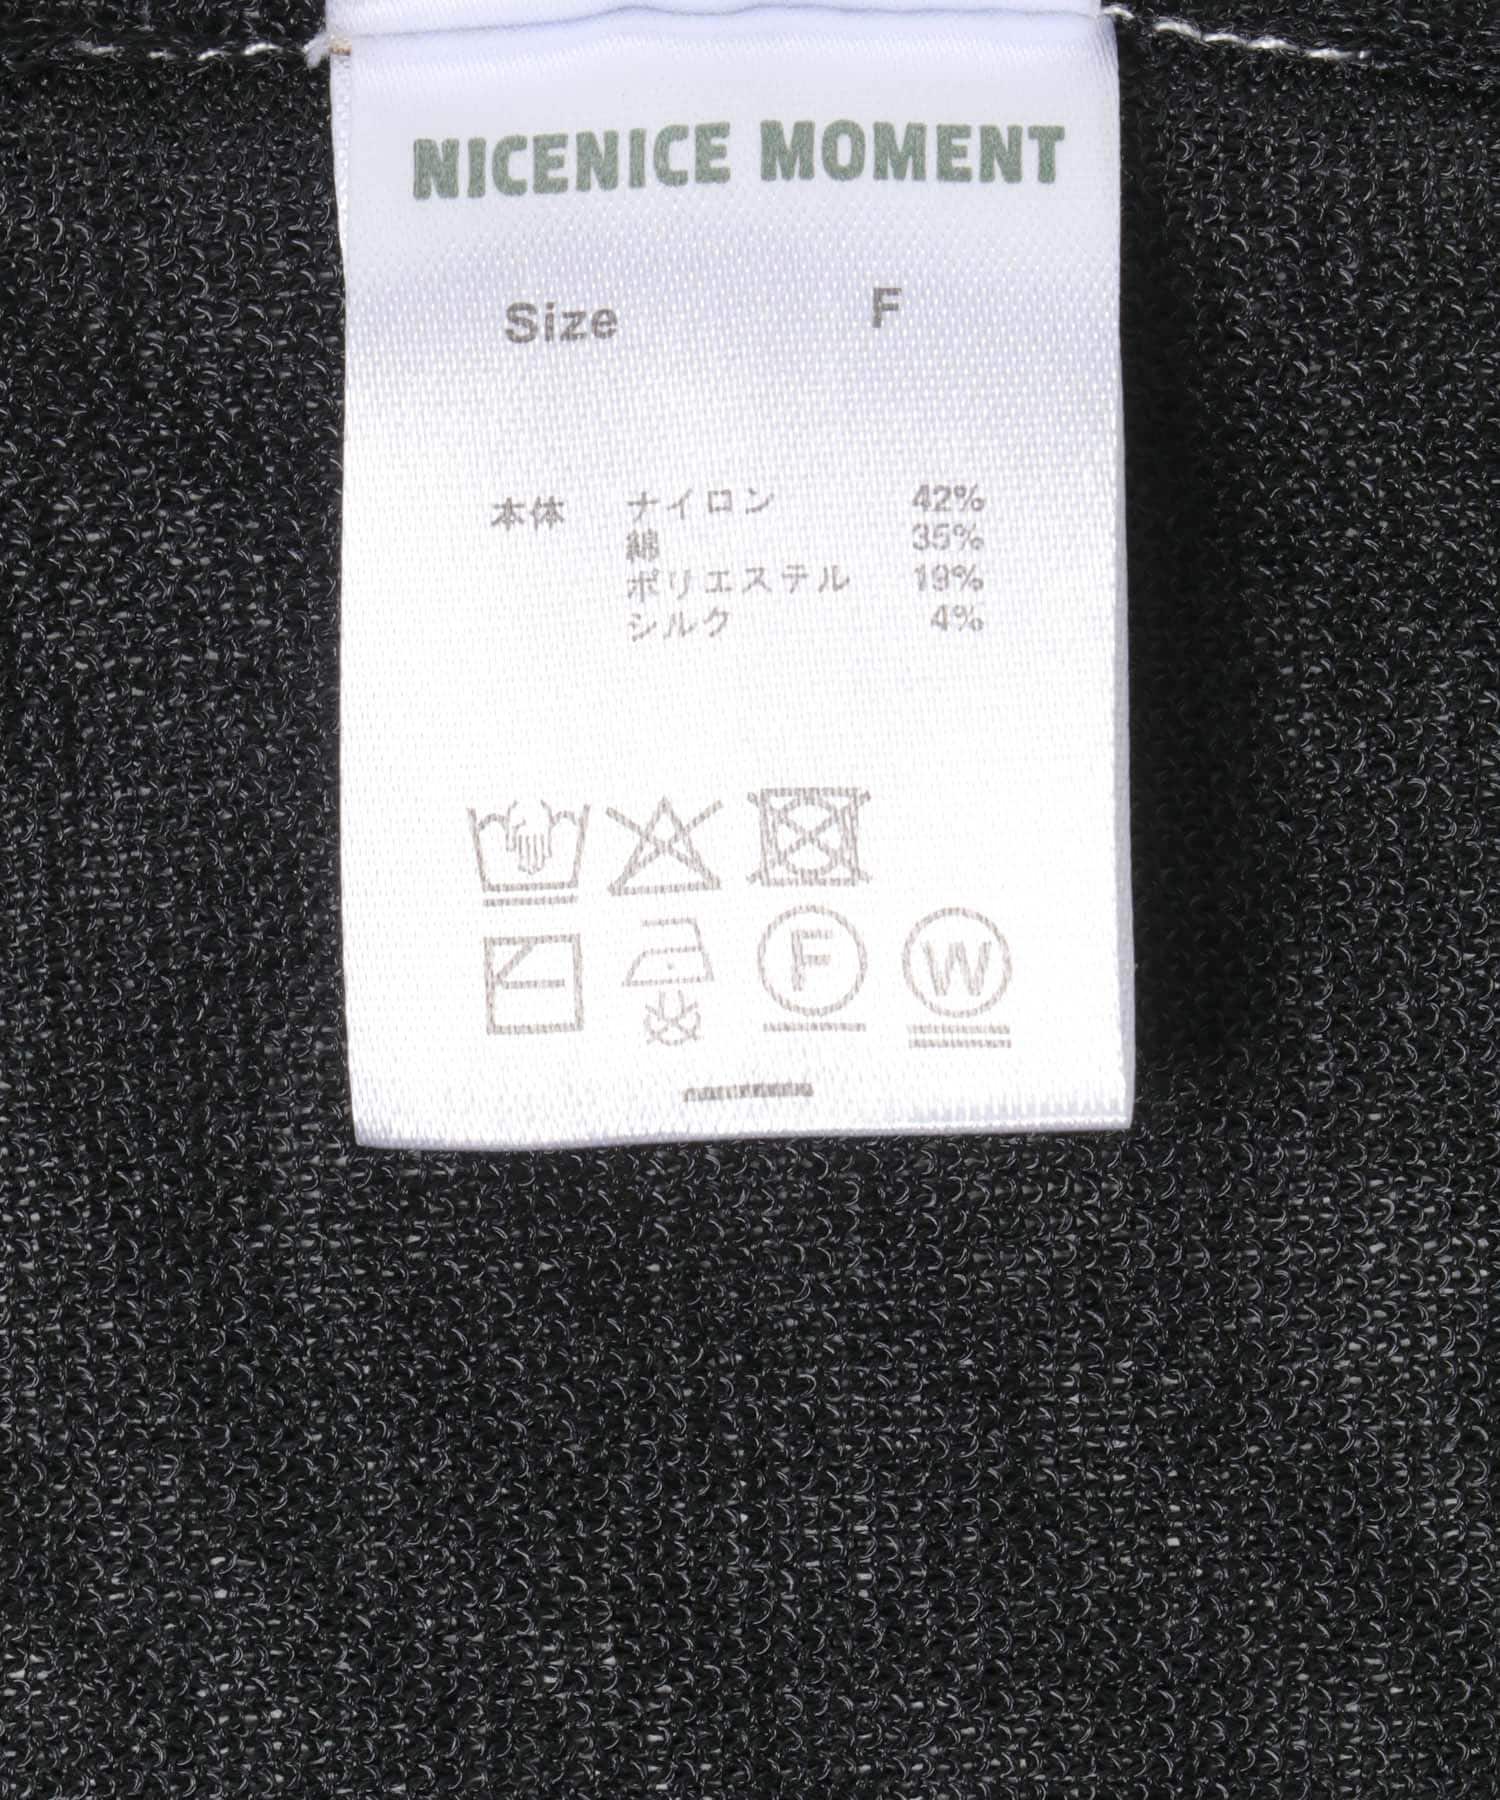 NICENICE MOMENT
Size F
本体 ナイロン 42%
綿 35%
ポリエステル 19%
シルク 4%
F W